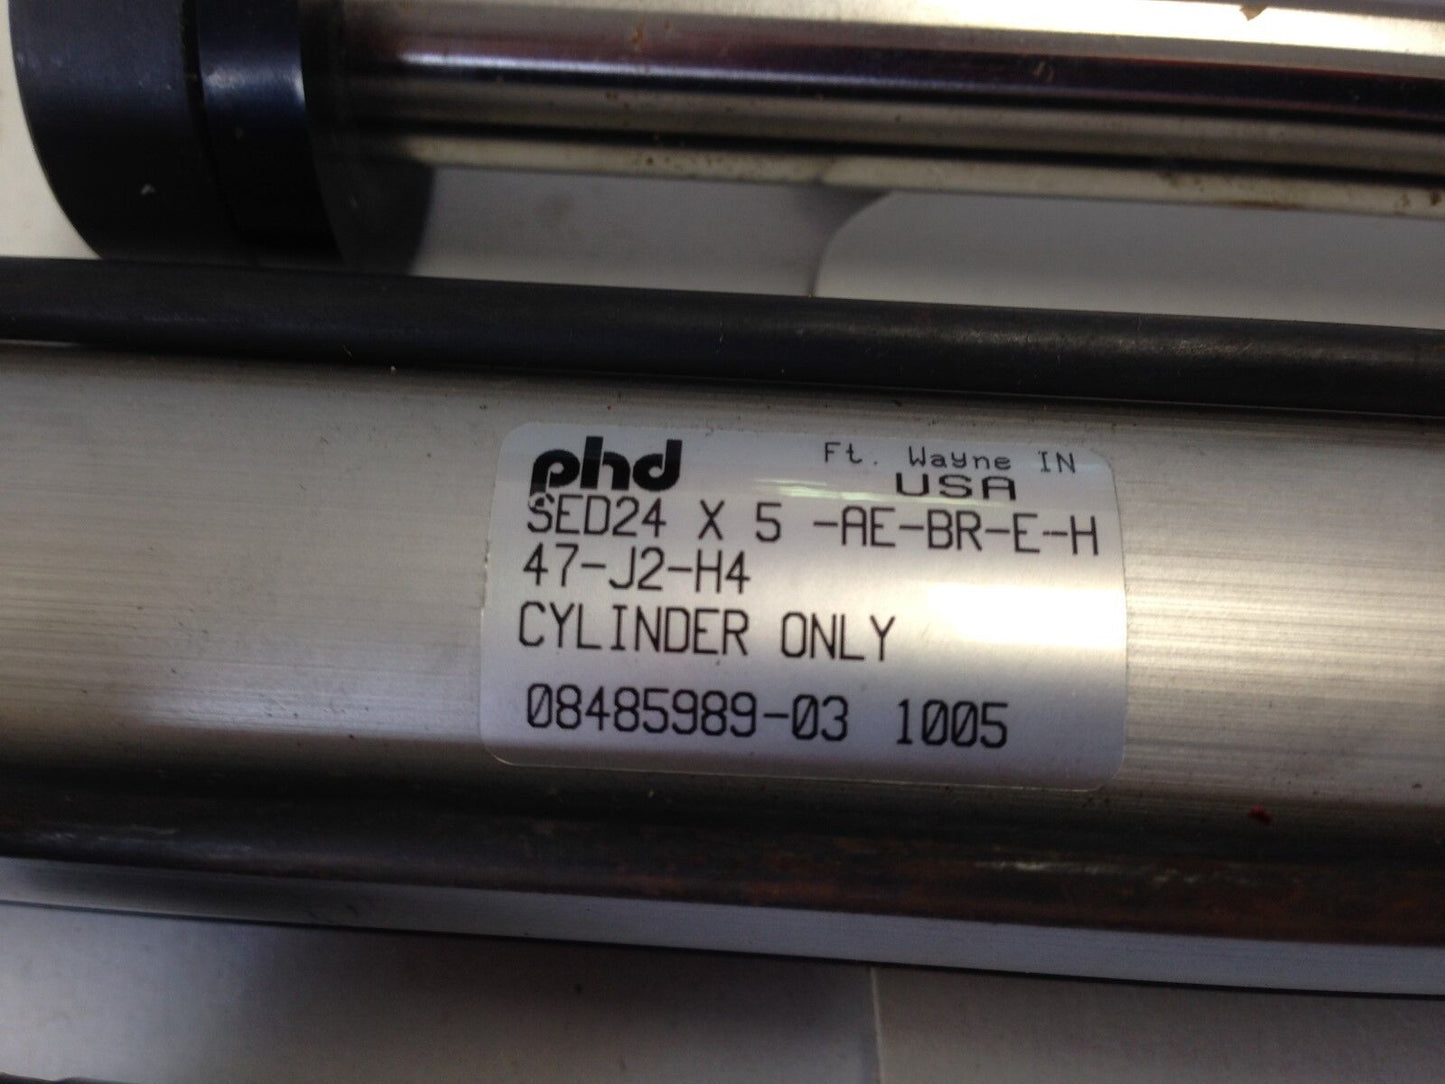 phd Ft. Wayne IN
USA
SED24 X 5 -AE-BR-E-H
47-J2-H4
CYLINDER ONLY
08485989-03 1005